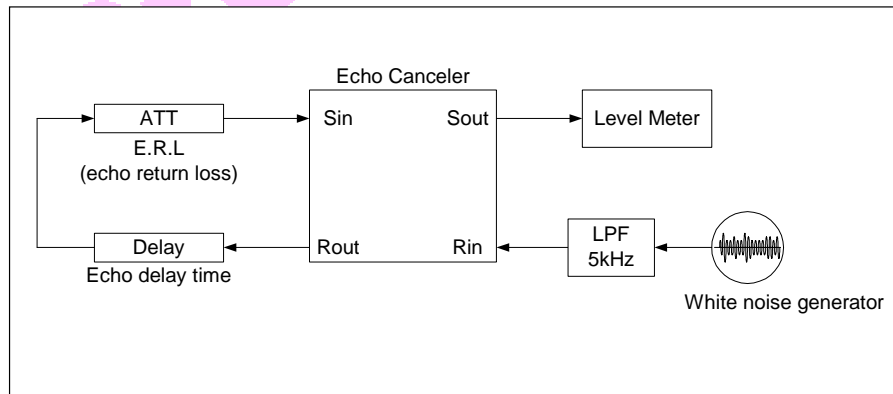 Echo Canceler
ATT
Sin
Sout
Level Meter
E.R.L
(echo return loss)
Delay
Rout
Rin
LPF
5kHz
Echo delay time
White noise generator